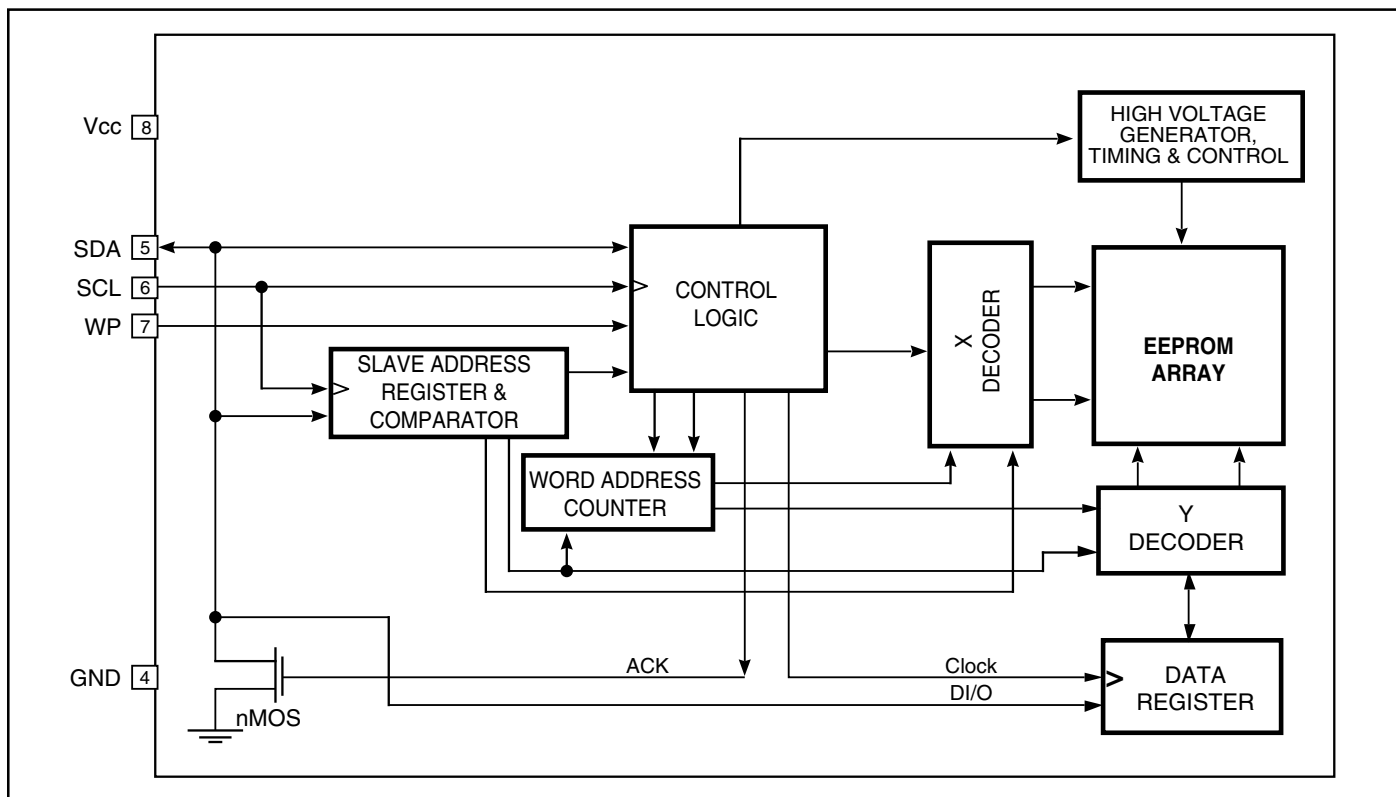 Vcc 8
SDA 5
SCL 6
WP 7
GND 4
HIGH VOLTAGE
GENERATOR,
TIMING & CONTROL
CONTROL
LOGIC
X
DECODER
EEPROM
ARRAY
SLAVE ADDRESS
REGISTER &
COMPARATOR
WORD ADDRESS
COUNTER
Y
DECODER
nMOS
ACK
Clock
DI/O
DATA
REGISTER